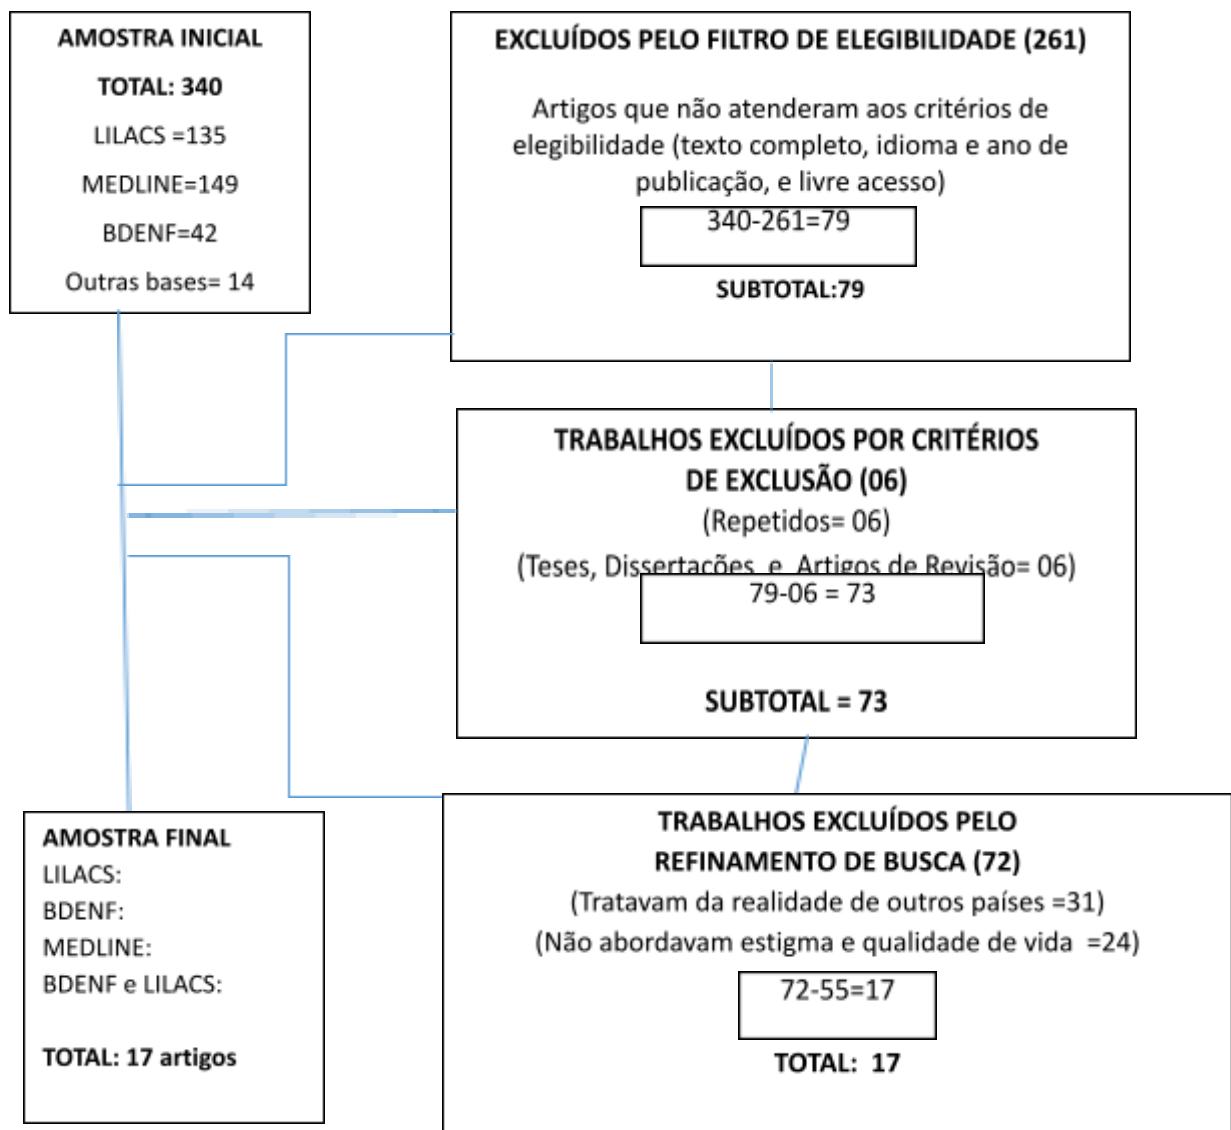 AMOSTRA INICIAL
TOTAL: 340
LILACS =135
MEDLINE=149
BDENF=42
Outras bases= 14
EXCLUÍDOS PELO FILTRO DE ELEGIBILIDADE (261)
Artigos que não atenderam aos critérios de
elegibilidade (texto completo, idioma e ano de
publicação, e livre acesso)
340-261=79
SUBTOTAL:79
TRABALHOS EXCLUÍDOS POR CRITÉRIOS
DE EXCLUSÃO (06)
(Repetidos= 06)
(Teses, Dissertações, e Artigos de Revisão= 06)
79-06 = 73
SUBTOTAL = 73
AMOSTRA FINAL
LILACS:
BDENF:
MEDLINE:
BDENF e LILACS:
TOTAL: 17 artigos
TRABALHOS EXCLUÍDOS PELO
REFINAMENTO DE BUSCA (72)
(Tratavam da realidade de outros países =31)
(Não abordavam estigma e qualidade de vida =24)
72-55=17
TOTAL: 17